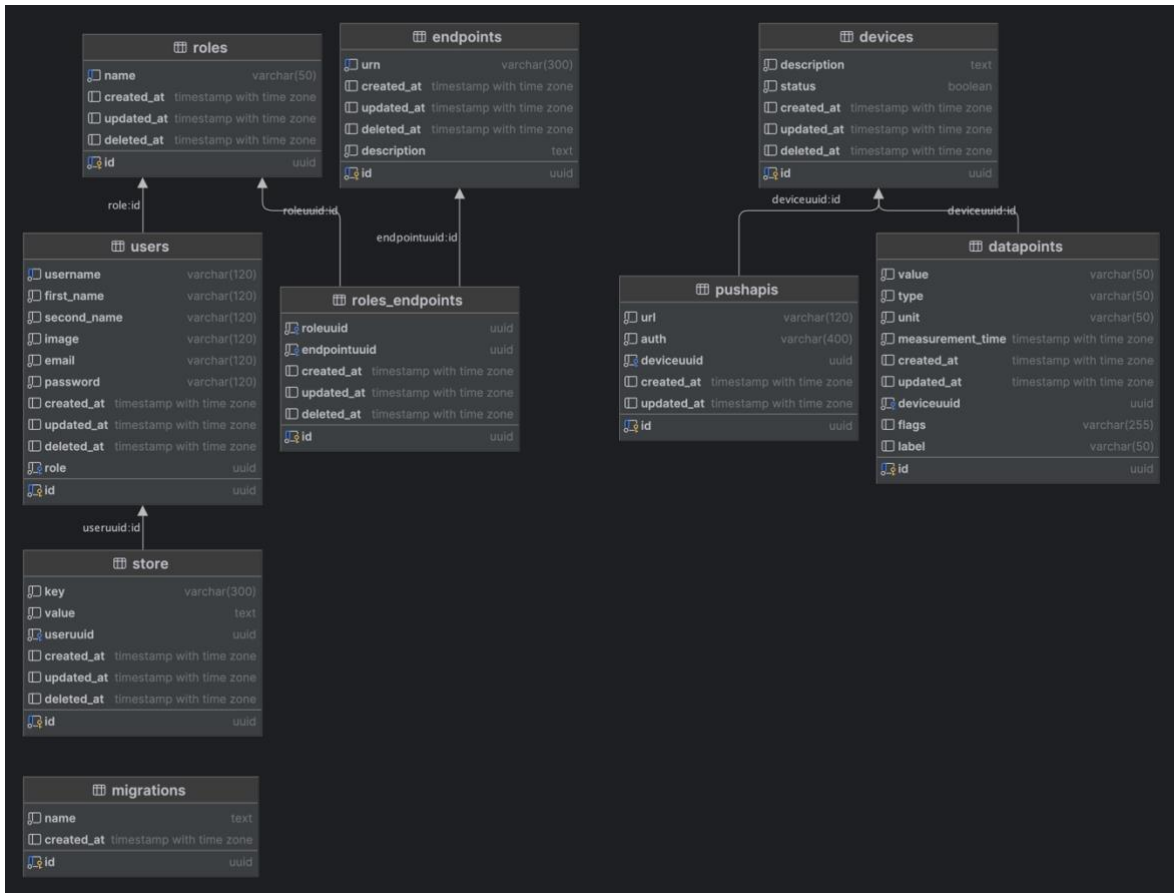 roles
name varchar(50)
created_at timestamp with time zone
updated_at timestamp with time zone
deleted_at timestamp with time zone
id uuid
endpoints
urn varchar(300)
created_at timestamp with time zone
updated_at timestamp with time zone
deleted_at timestamp with time zone
description text
id uuid
devices
description text
status boolean
created_at timestamp with time zone
updated_at timestamp with time zone
deleted_at timestamp with time zone
id uuid
role:id
roleuuid:id
endpointuuid:id
deviceuuid:id
deviceuuid:id
users
username varchar(120)
first_name varchar(120)
second_name varchar(120)
image varchar(120)
email varchar(120)
password varchar(120)
created_at timestamp with time zone
updated_at timestamp with time zone
deleted_at timestamp with time zone
role uuid
id uuid
roles_endpoints
roleuuid uuid
endpointuuid uuid
created_at timestamp with time zone
updated_at timestamp with time zone
deleted_at timestamp with time zone
id uuid
pushapis
url varchar(120)
auth varchar(400)
deviceuuid uuid
created_at timestamp with time zone
updated_at timestamp with time zone
id uuid
datapoints
value varchar(50)
type varchar(50)
unit varchar(50)
measurement_time timestamp with time zone
created_at timestamp with time zone
updated_at timestamp with time zone
deviceuuid uuid
flags varchar(255)
label varchar(50)
id uuid
useruuid:id
store
key varchar(300)
value text
useruuid uuid
created_at timestamp with time zone
updated_at timestamp with time zone
deleted_at timestamp with time zone
id uuid
migrations
name text
created_at timestamp with time zone
id uuid